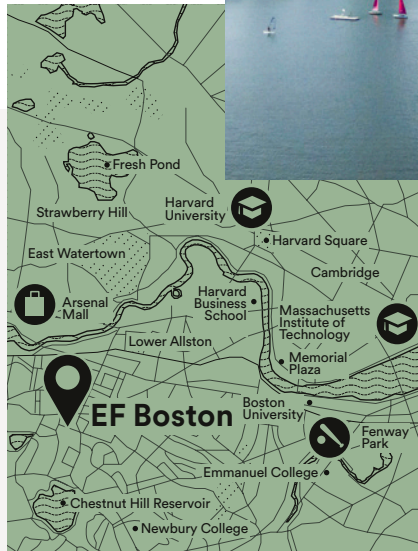 Fresh Pond
Harvard
University
Strawberry Hill
Harvard Square
East Watertown
Cambridge
Arsenal
Mall
Harvard
Business
School
Massachusetts
Institute of
Technology
Lower Allston
Memorial
Plaza
EF Boston
Boston
University
Fenway
Park
Emmanuel College
Chestnut Hill Reservoir
Newbury College